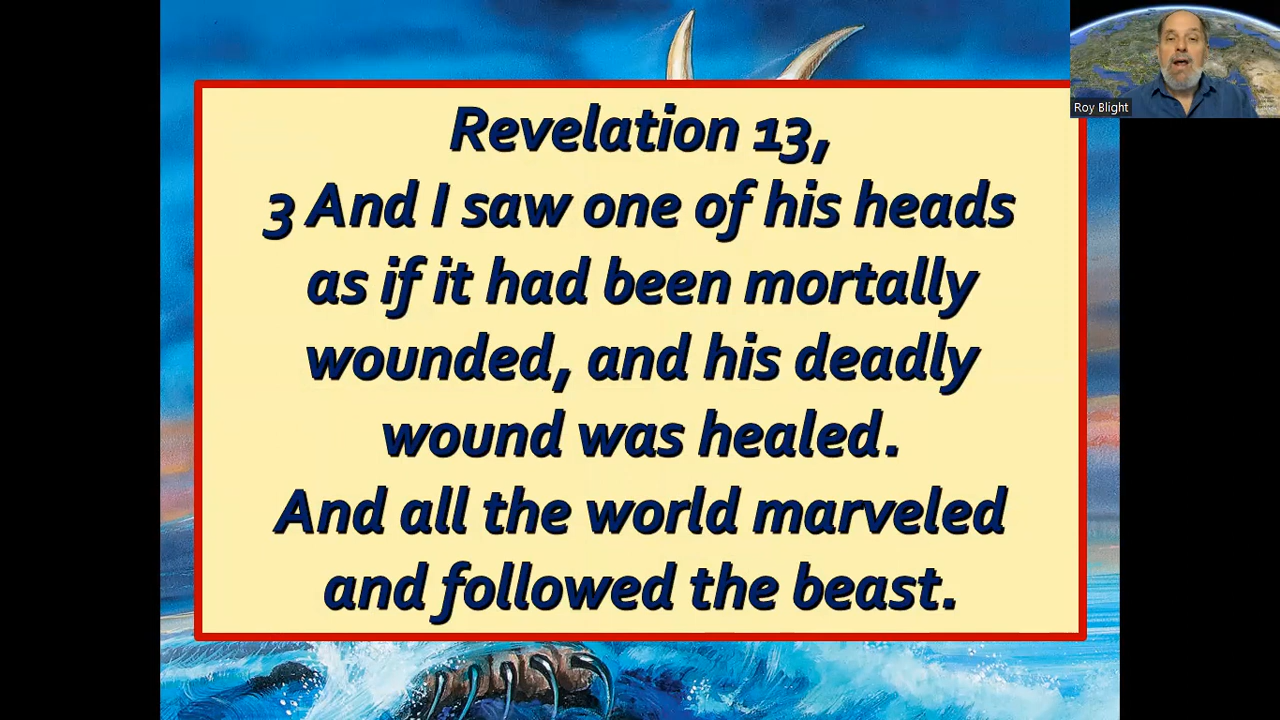 Revelation 13,
3 And I saw one of his heads
as if it had been mortally
wounded, and his deadly
wound was healed.
And all the world marveled
and followed the beast.
Roy Blight